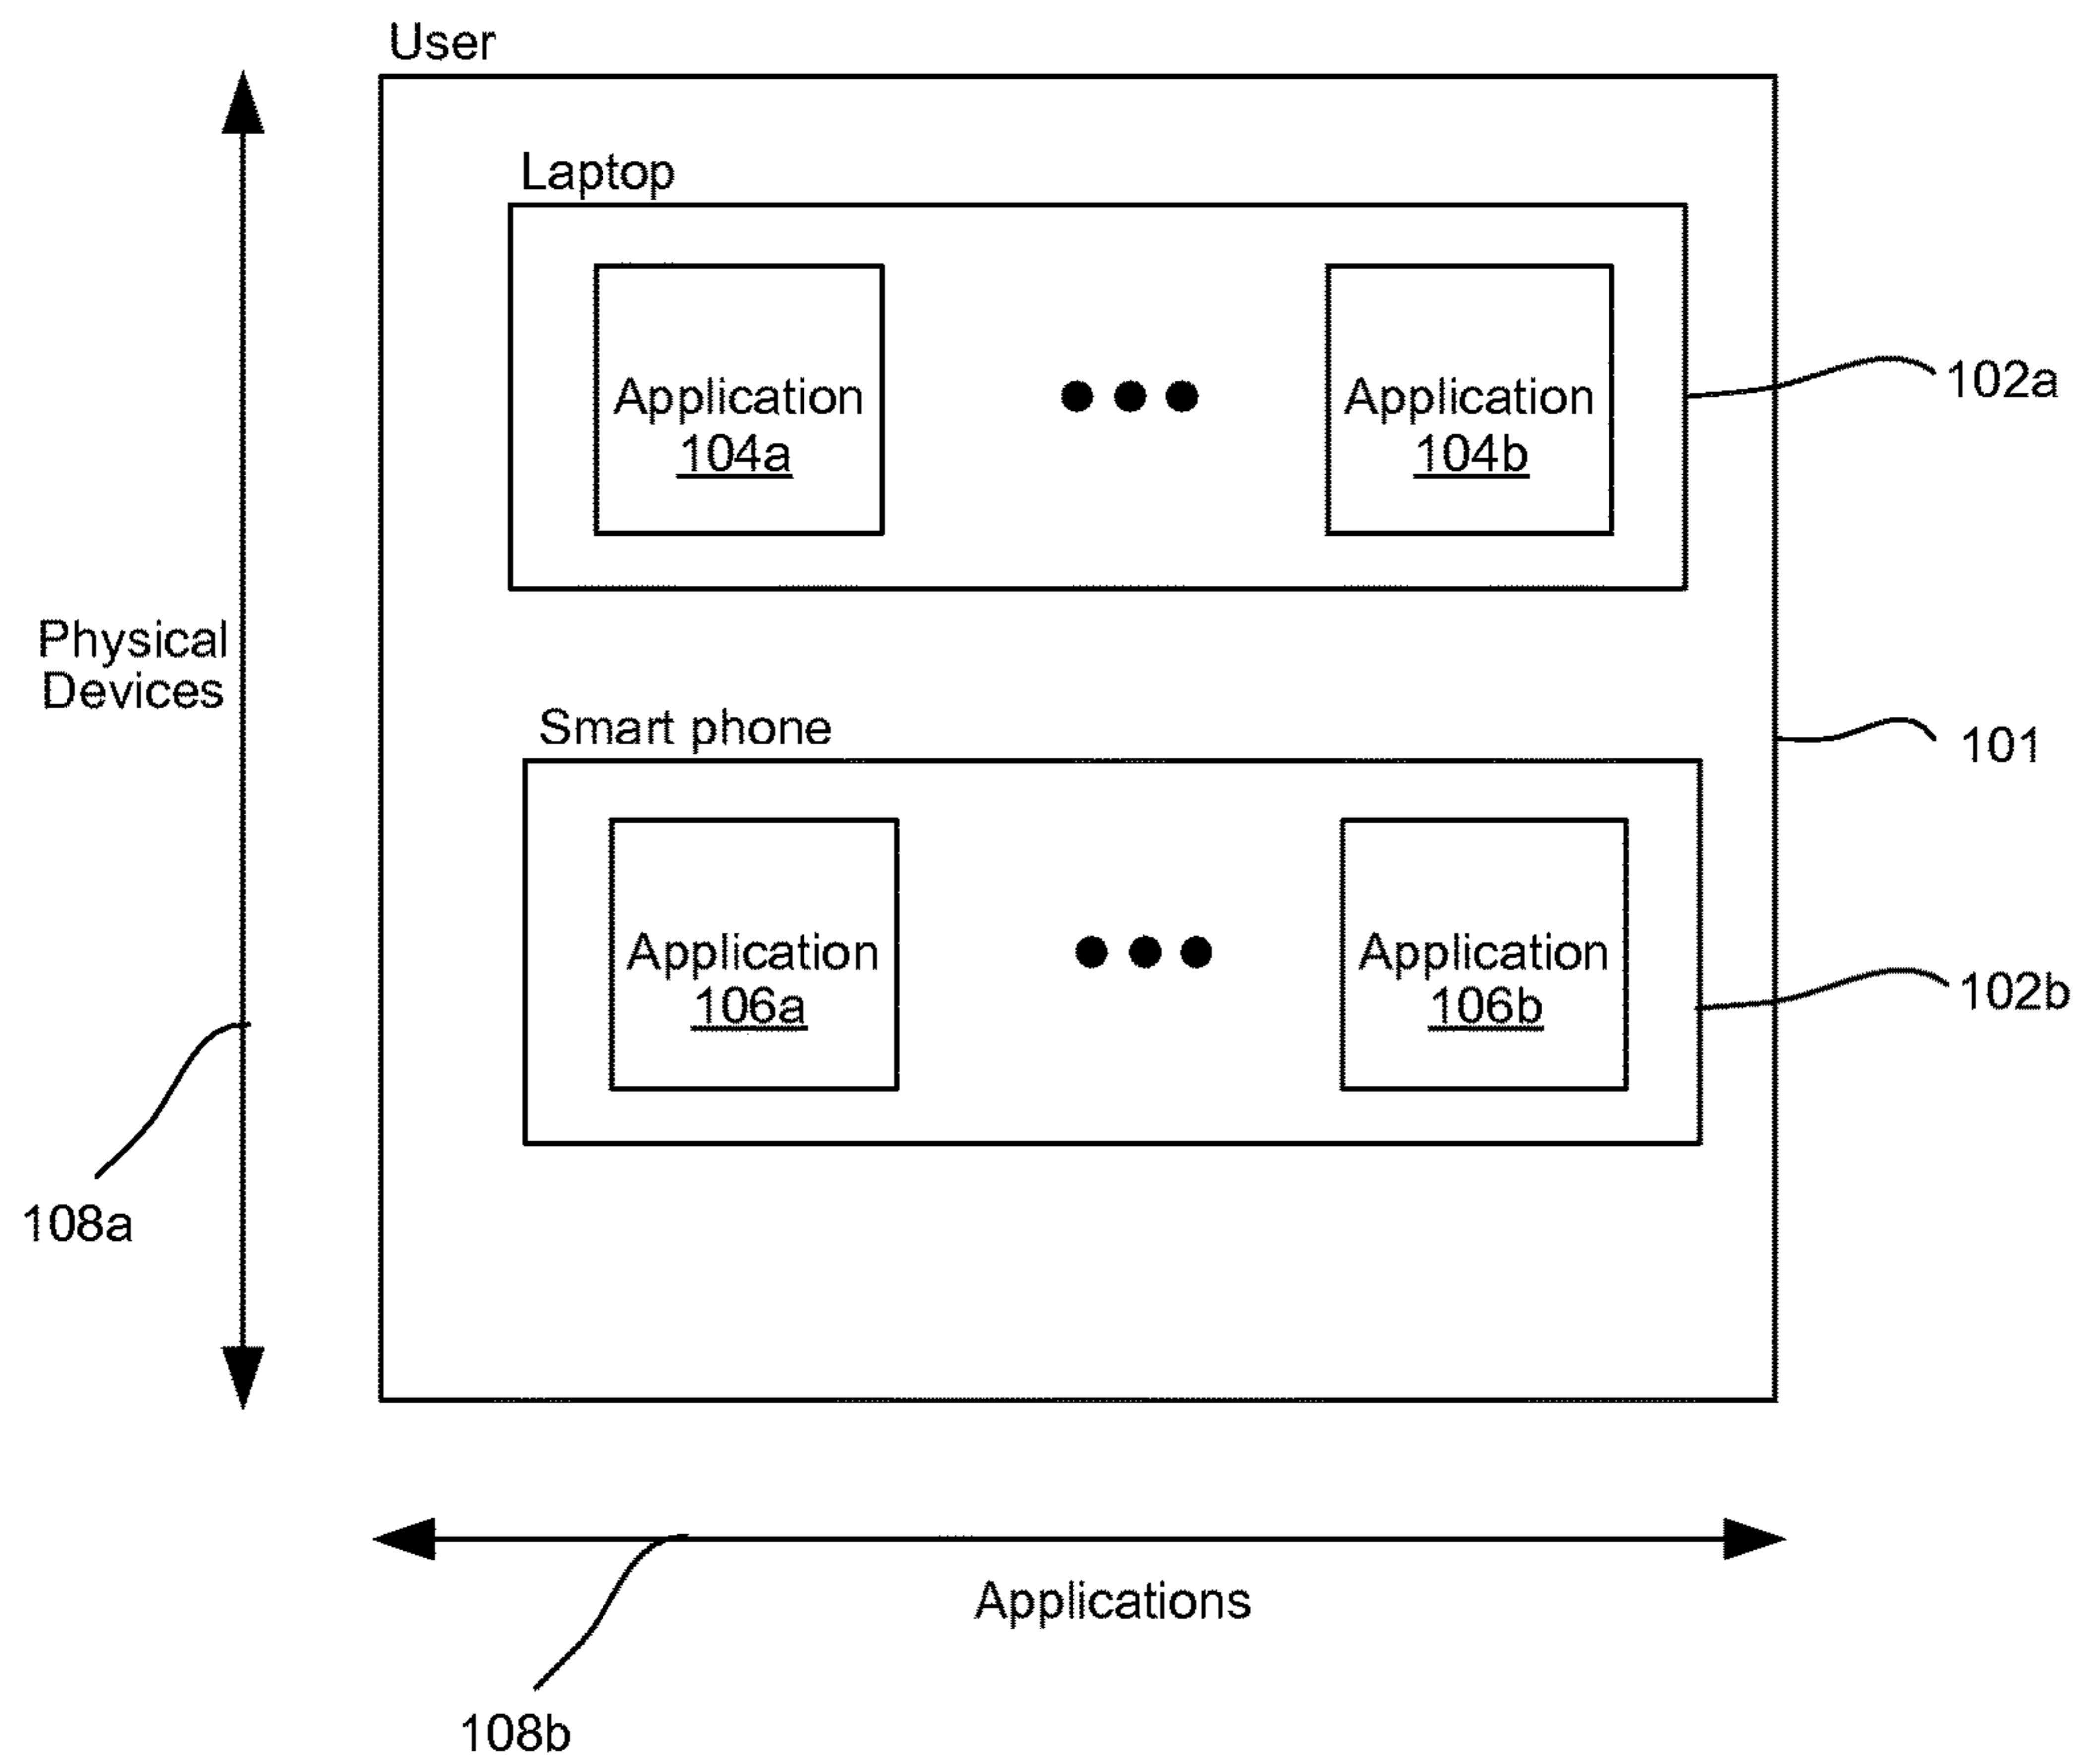 User
Laptop
Application
104a
Application
104b
102a
Physical
Devices
Smart phone
101
Application
106a
Application
106b
102b
108a
Applications
108b